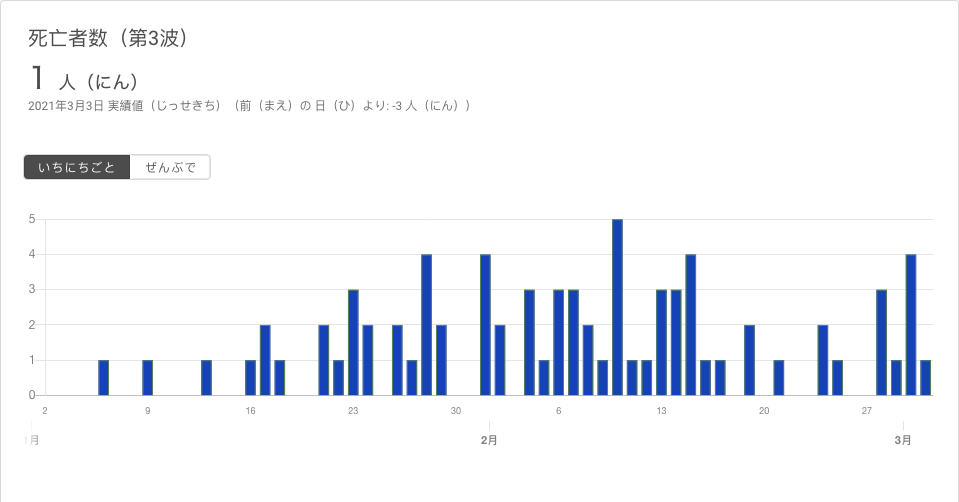 死亡者数（第3波）
1 人（にん）
2021年3月3日 実績値（じっせきち）（前（まえ）の 日（ひ）より: -3 人（にん））
いちにちごと ぜんぶで
5
4
3
2
1
0
2 9 16 23 30 6 13 20 27
月 2月 3月